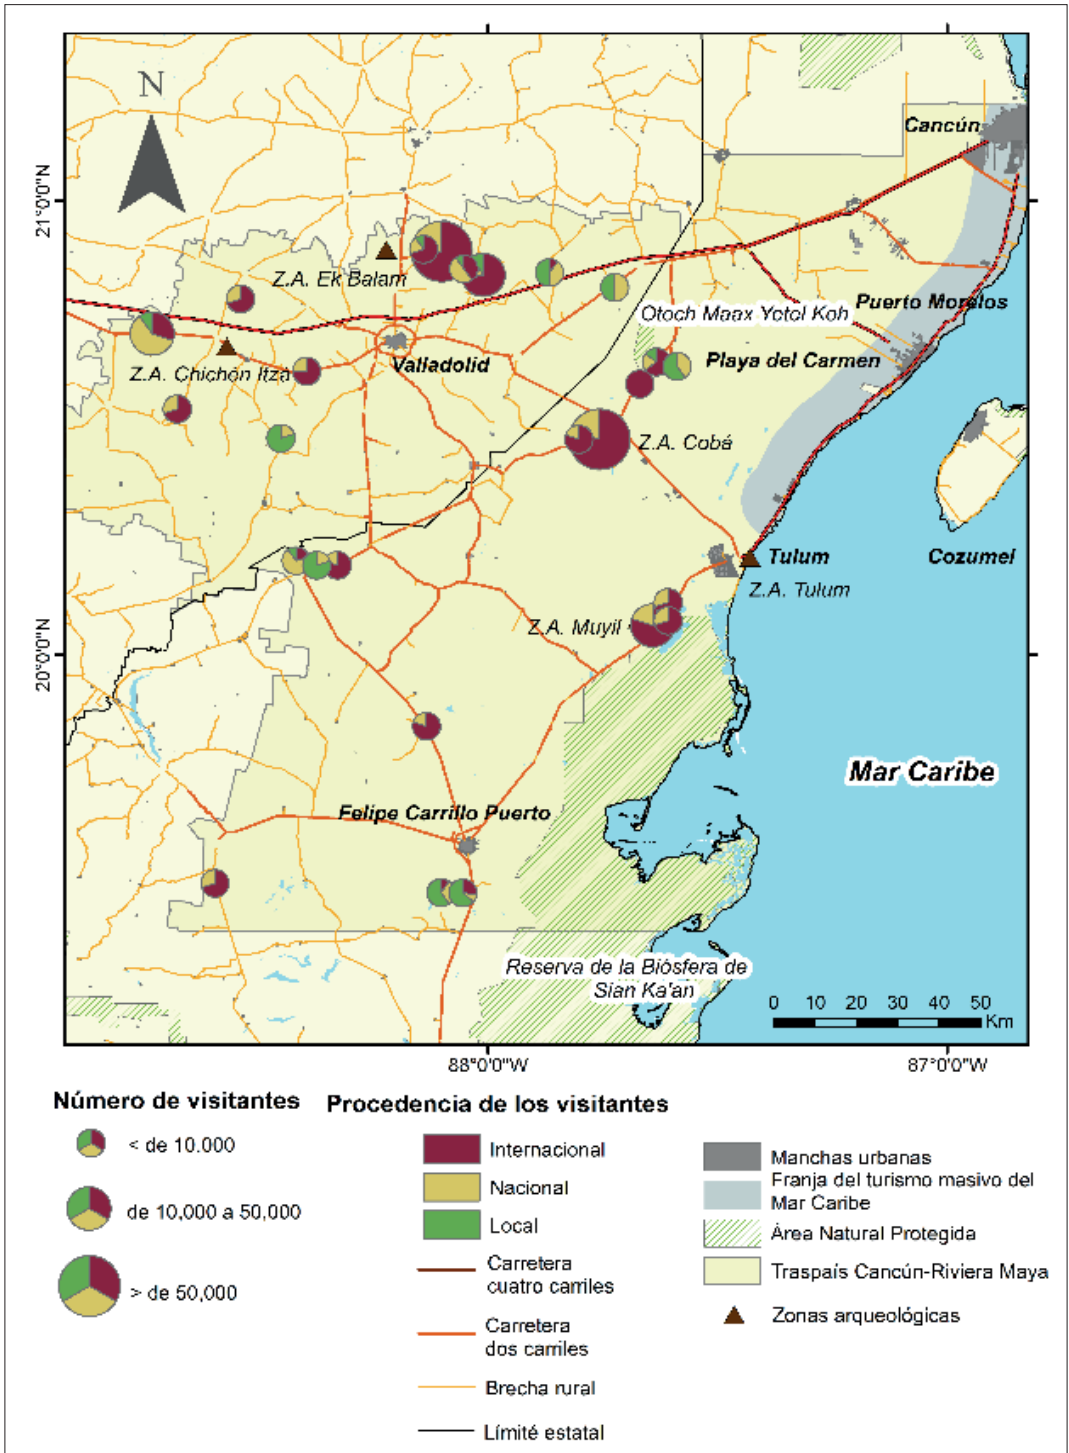 N
Cancún
21°0'0"N
Z.A. Ek Balam
Puerto Morelos
Otoch Maax Yetel Koh
Playa del Carmen
Valladolid
Z.A. Chichén Itzá
Z.A. Cobá
Tulum
Cozumel
Z.A. Tulum
Z.A. Muyil
20°0'0"N
Mar Caribe
Felipe Carrillo Puerto
Reserva de la Biósfera de
Sian Ka'an
0 10 20 30 40 50
Km
88°0'0"W
87°0'0"W
Número de visitantes
< de 10.000
de 10,000 a 50,000
> de 50,000
Procedencia de los visitantes
Internacional
Nacional
Local
Carretera
cuatro carriles
Carretera
dos carriles
Brecha rural
Límité estatal
Manchas urbanas
Franja del turismo masivo del
Mar Caribe
Área Natural Protegida
Traspaís Cancún-Riviera Maya
Zonas arqueológicas